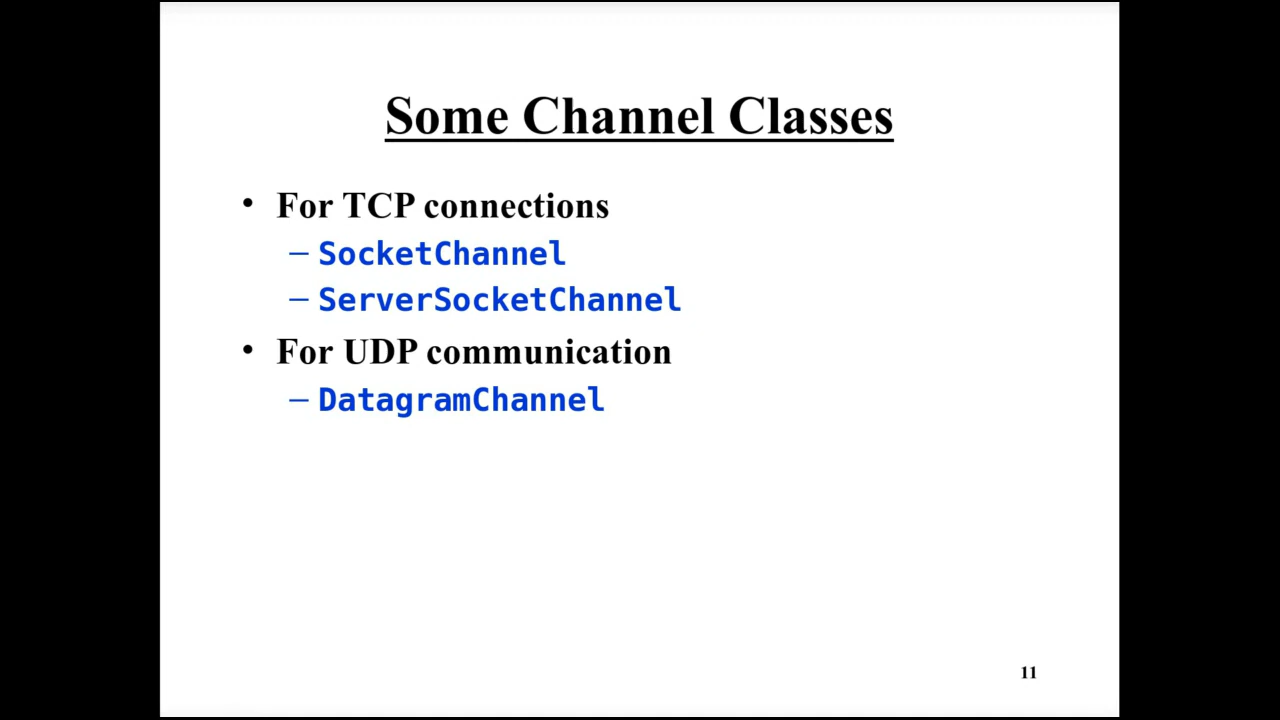 Some Channel Classes
• For TCP connections
– SocketChannel
– ServerSocketChannel
• For UDP communication
– DatagramChannel
11